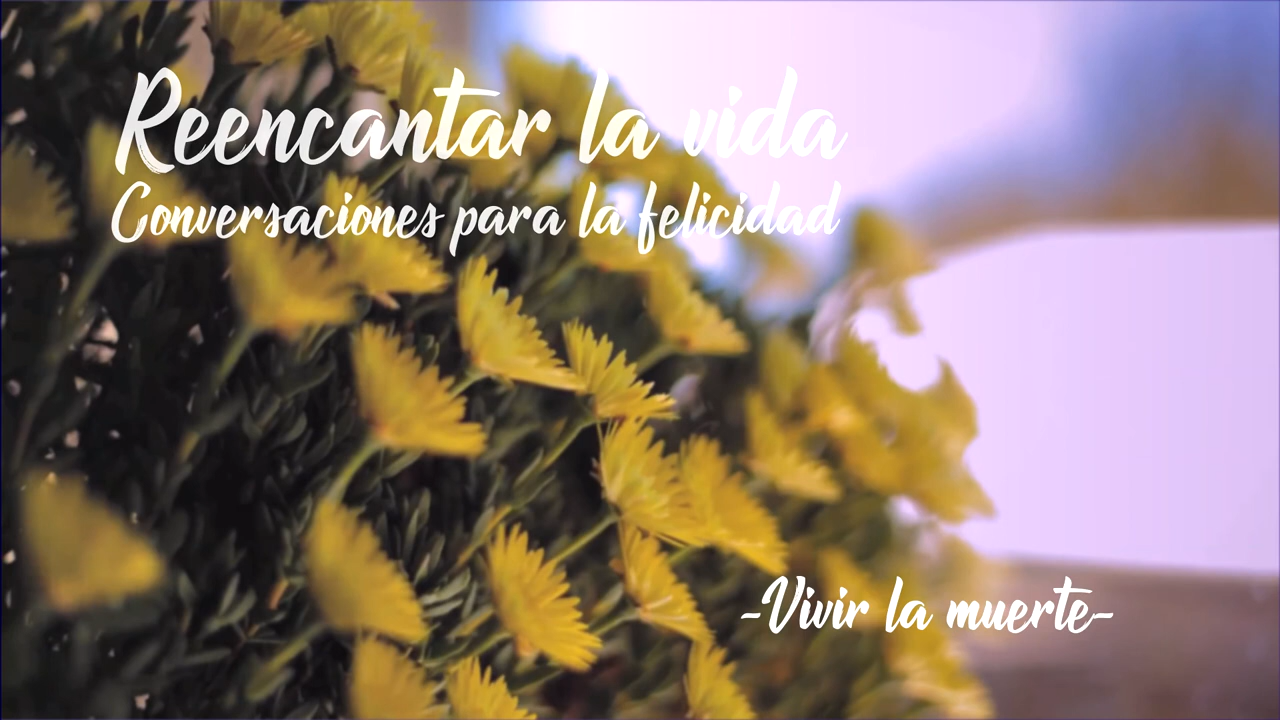 Reencantar la vida
Conversaciones para la felicidad
-Vivir la muerte-